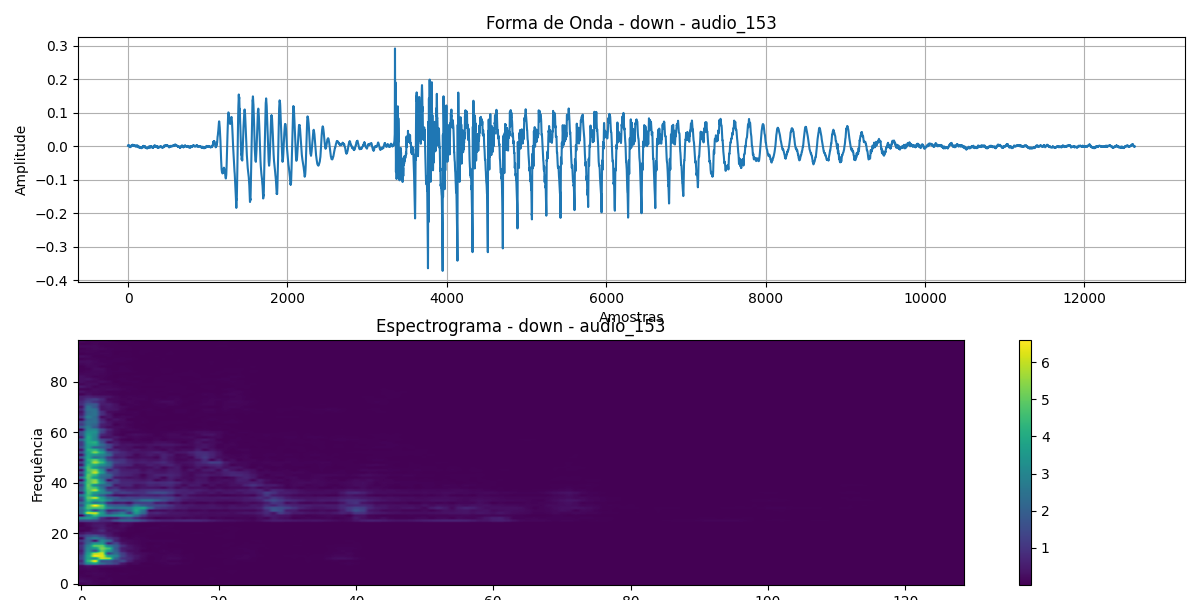 Forma de Onda - down - audio_153
Amplitude
0.3
0.2
0.1
0.0
−0.1
−0.2
−0.3
−0.4
0 2000 4000 6000 8000 10000 12000
Amostras
Espectrograma - down - audio_153
Frequência
80
60
40
20
0
6
5
4
3
2
1
0 20 40 60 80 100 120